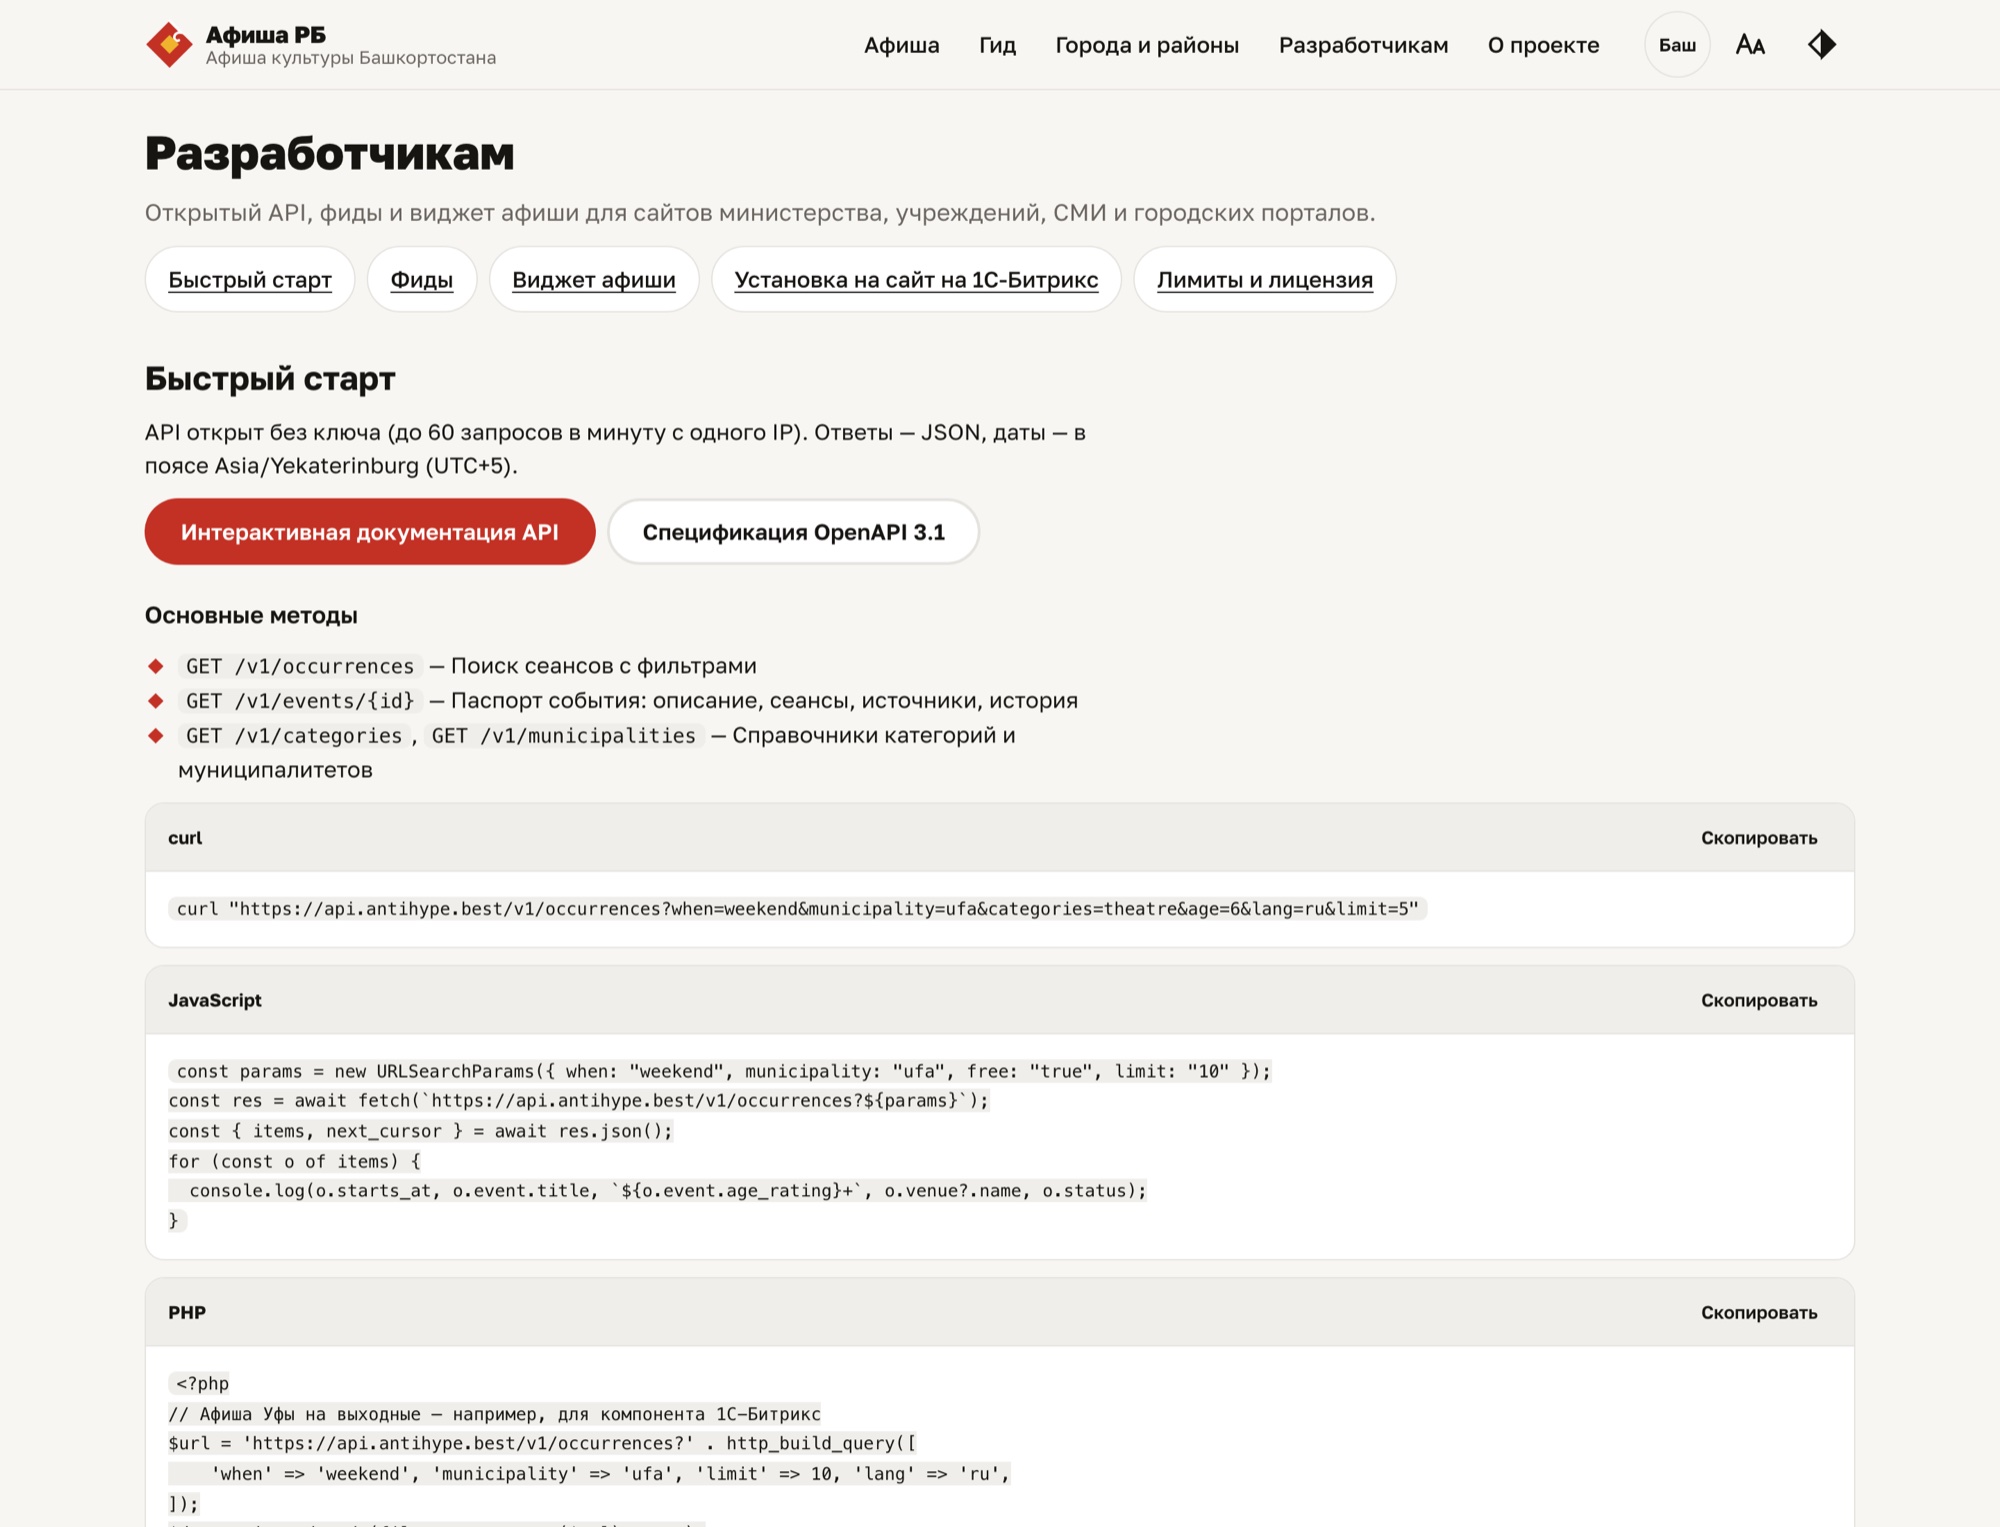 Афиша РБ
Афиша культуры Башкортостана
Афиша
Гид
Города и районы
Разработчикам
О проекте
Баш
АА
Разработчикам
Открытый API, фиды и виджет афиши для сайтов министерства, учреждений, СМИ и городских порталов.
Быстрый старт
Фиды
Виджет афиши
Установка на сайт на 1С-Битрикс
Лимиты и лицензия
Быстрый старт
API открыт без ключа (до 60 запросов в минуту с одного IP). Ответы — JSON, даты — в
поясе Asia/Yekaterinburg (UTC+5).
Интерактивная документация API
Спецификация OpenAPI 3.1
Основные методы
GET /v1/occurrences — Поиск сеансов с фильтрами
GET /v1/events/{id} — Паспорт события: описание, сеансы, источники, история
GET /v1/categories, GET /v1/municipalities — Справочники категорий и
муниципалитетов
curl
Скопировать
curl "https://api.antihype.best/v1/occurrences?when=weekend&municipality=ufa&categories=theatre&age=6&lang=ru&limit=5"
JavaScript
Скопировать
const params = new URLSearchParams({ when: "weekend", municipality: "ufa", free: "true", limit: "10" });
const res = await fetch(`https://api.antihype.best/v1/occurrences?${params}`);
const { items, next_cursor } = await res.json();
for (const o of items) {
  console.log(o.starts_at, o.event.title, `${o.event.age_rating}+`, o.venue?.name, o.status);
}
PHP
Скопировать
<?php
// Афиша Уфы на выходные — например, для компонента 1С-Битрикс
$url = 'https://api.antihype.best/v1/occurrences?' . http_build_query([
    'when' => 'weekend', 'municipality' => 'ufa', 'limit' => 10, 'lang' => 'ru',
]);